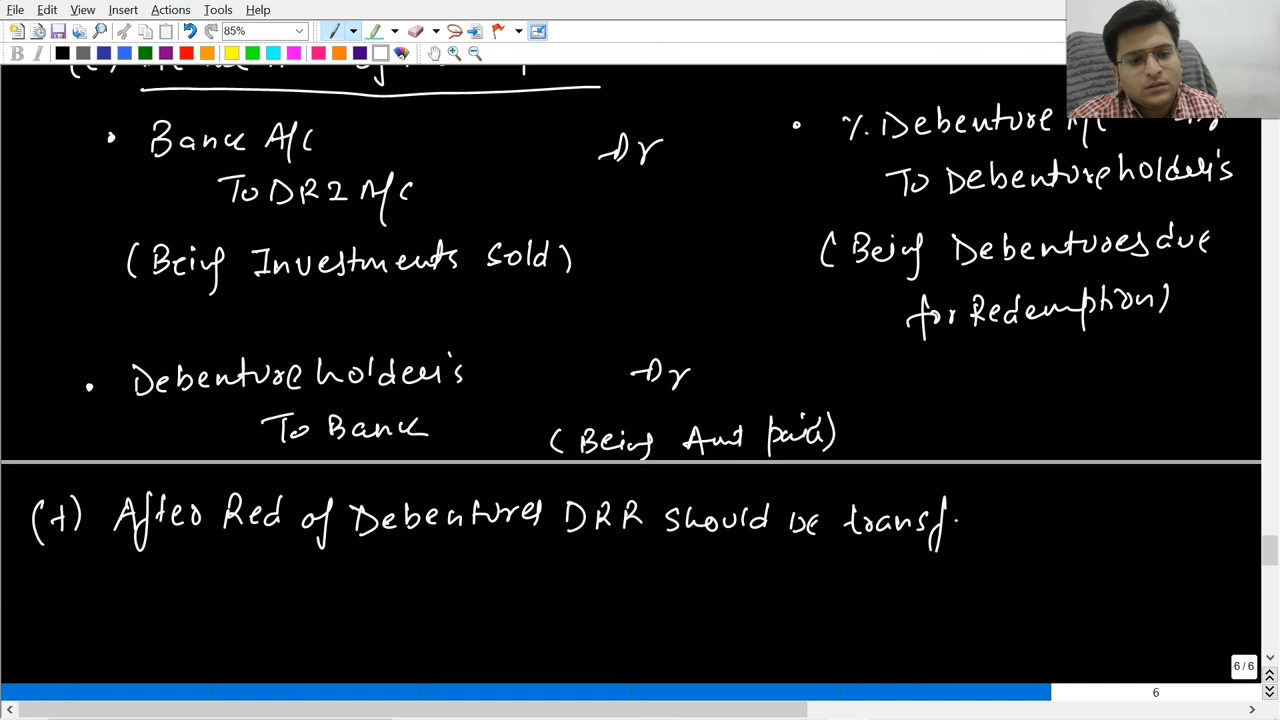 File Edit View Insert Actions Tools Help
85%
B I
• Bank A/C Dr
To DRI A/C
(Being Investments Sold)
• %. Debenture A/C
To Debentureholder's
(Being Debentures due
for Redemption)
• Debentureholder's Dr
To Bank
(Being Amt paid)
(f) After Red of Debentures DRR should be transf.
6/6
6